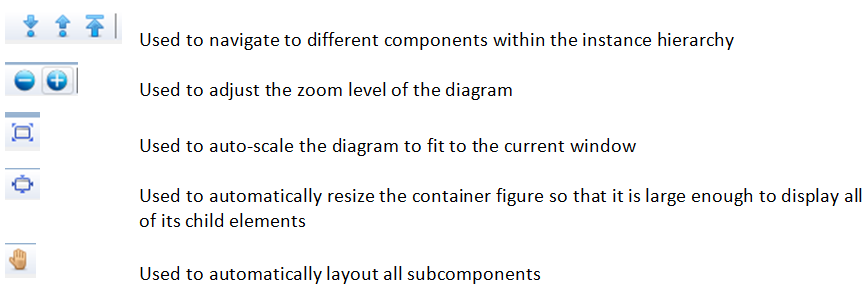 Used to navigate to different components within the instance hierarchy
Used to adjust the zoom level of the diagram
Used to auto-scale the diagram to fit to the current window
Used to automatically resize the container figure so that it is large enough to display all
of its child elements
Used to automatically layout all subcomponents